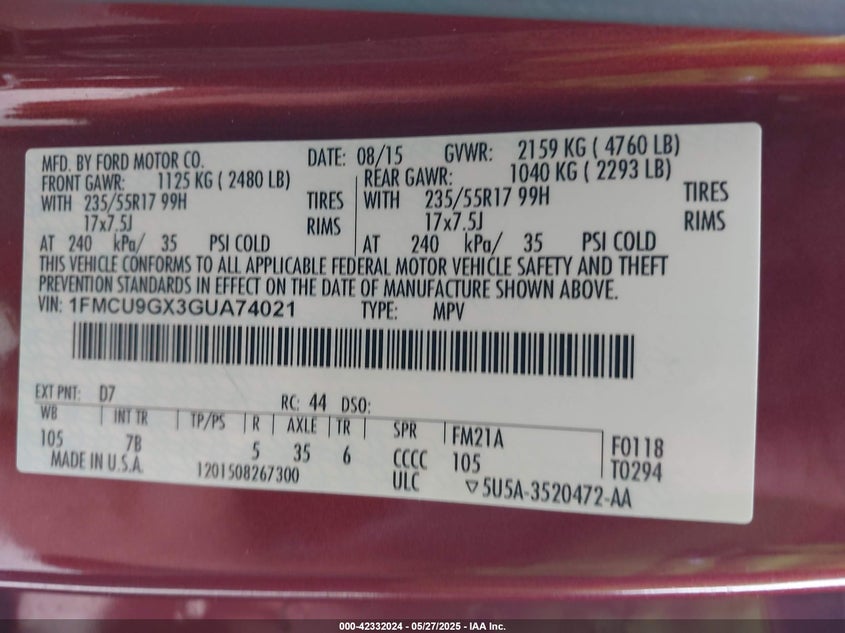 MFD. BY FORD MOTOR CO. DATE: 08/15 GVWR: 2159 KG ( 4760 LB)
FRONT GAWR: 1125 KG ( 2480 LB) REAR GAWR: 1040 KG ( 2293 LB)
WITH 235/55R17 99H TIRES WITH 235/55R17 99H TIRES
17x7.5J RIMS 17x7.5J RIMS
AT 240 kPa/ 35 PSI COLD AT 240 kPa/ 35 PSI COLD
THIS VEHICLE CONFORMS TO ALL APPLICABLE FEDERAL MOTOR VEHICLE SAFETY AND THEFT
PREVENTION STANDARDS IN EFFECT ON THE DATE OF MANUFACTURE SHOWN ABOVE.
VIN: 1FMCU9GX3GUA74021 TYPE: MPV
EXT PNT: D7 RC: 44 DSO:
WB INT TR TP/PS R AXLE TR SPR FM21A F0118
105 7B 5 35 6 CCCC 105 T0294
MADE IN U.S.A. 1201508267300 ULC ▽5U5A-3520472-AA
000-42332024 — 05/27/2025 — IAA Inc.